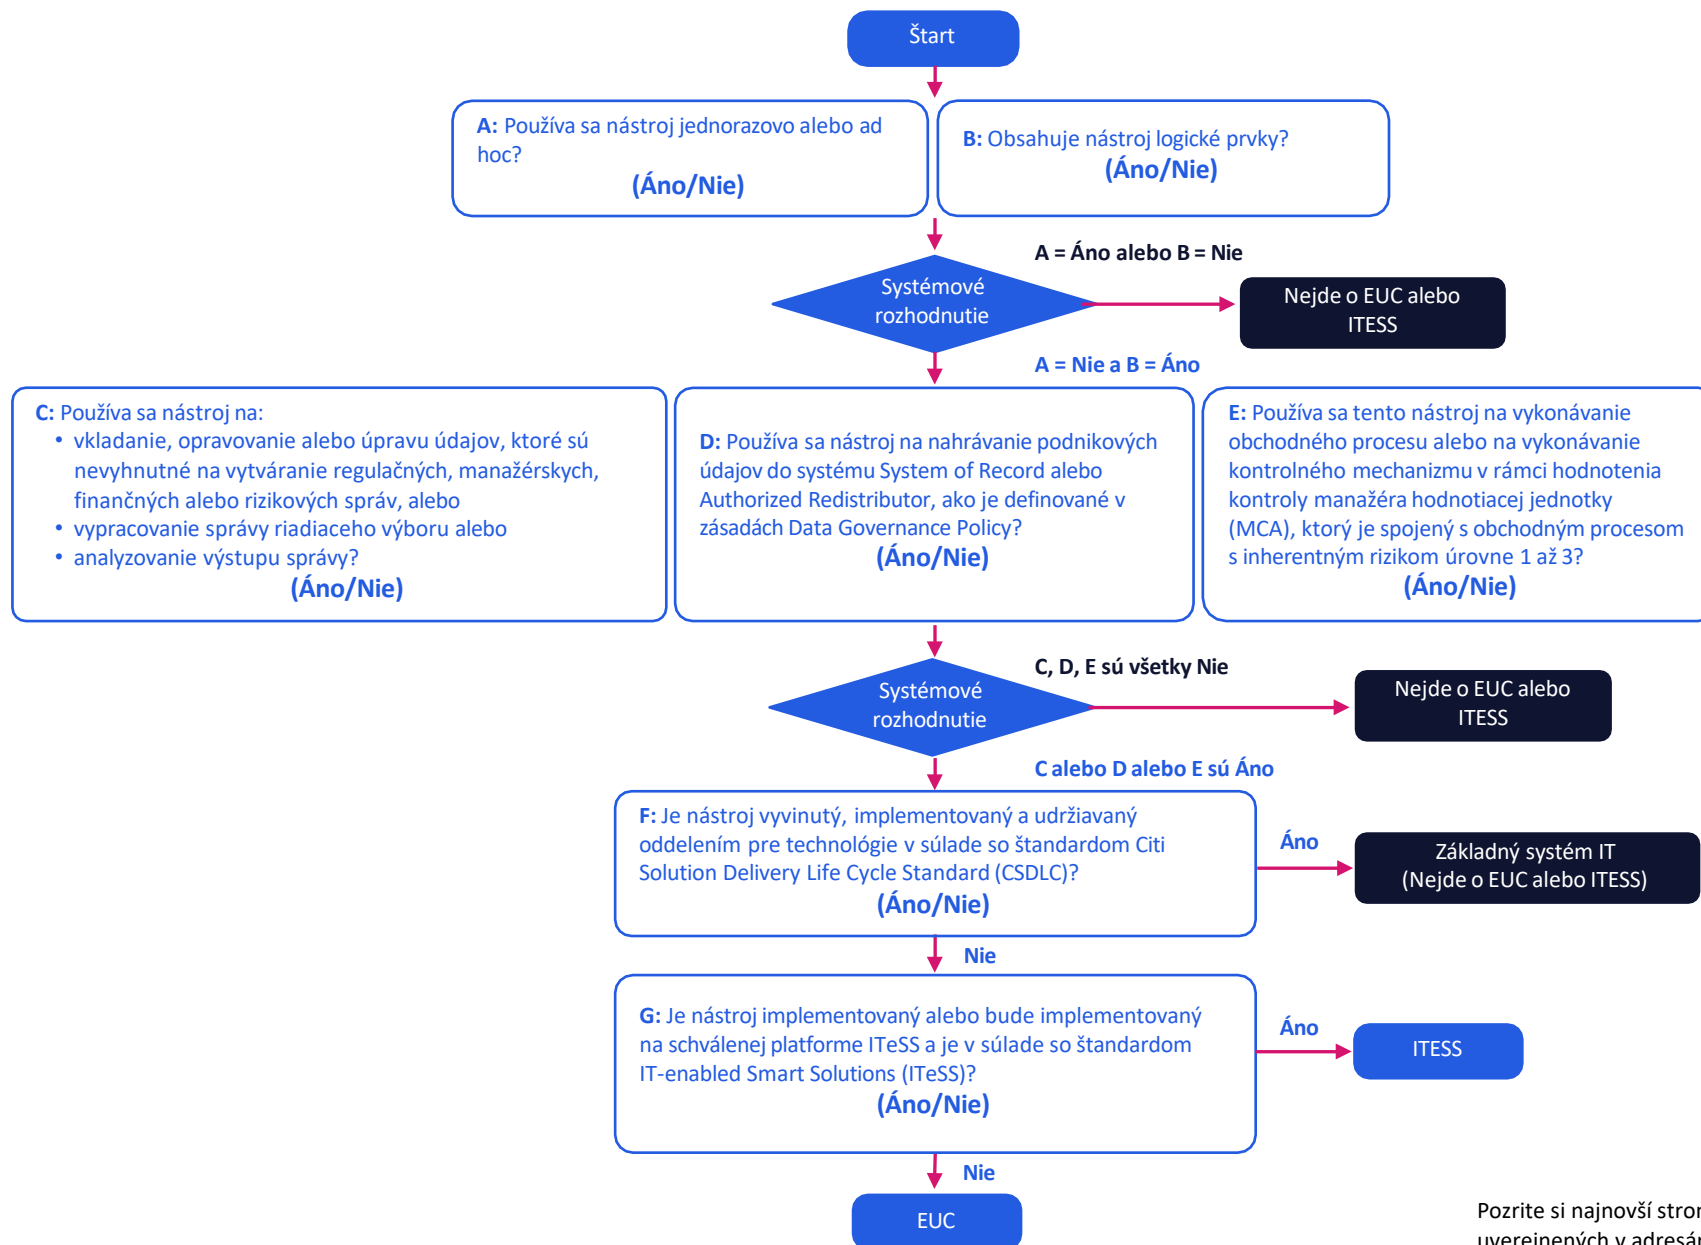 Štart
A: Používa sa nástroj jednorazovo alebo ad
hoc?
(Áno/Nie)
B: Obsahuje nástroj logické prvky?
(Áno/Nie)
A = Áno alebo B = Nie
Systémové
rozhodnutie
Nejde o EUC alebo
ITESS
A = Nie a B = Áno
C: Používa sa nástroj na:
• vkladanie, opravovanie alebo úpravu údajov, ktoré sú
nevyhnutné na vytváranie regulačných, manažérskych,
finančných alebo rizikových správ, alebo
• vypracovanie správy riadiaceho výboru alebo
• analyzovanie výstupu správy?
(Áno/Nie)
D: Používa sa nástroj na nahrávanie podnikových
údajov do systému System of Record alebo
Authorized Redistributor, ako je definované v
zásadách Data Governance Policy?
(Áno/Nie)
E: Používa sa tento nástroj na vykonávanie
obchodného procesu alebo na vykonávanie
kontrolného mechanizmu v rámci hodnotenia
kontroly manažéra hodnotiacej jednotky
(MCA), ktorý je spojený s obchodným procesom
s inherentným rizikom úrovne 1 až 3?
(Áno/Nie)
C, D, E sú všetky Nie
Systémové
rozhodnutie
Nejde o EUC alebo
ITESS
C alebo D alebo E sú Áno
F: Je nástroj vyvinutý, implementovaný a udržiavaný
oddelením pre technológie v súlade so štandardom Citi
Solution Delivery Life Cycle Standard (CSDLC)?
(Áno/Nie)
Áno
Základný systém IT
(Nejde o EUC alebo ITESS)
Nie
G: Je nástroj implementovaný alebo bude implementovaný
na schválenej platforme ITeSS a je v súlade so štandardom
IT-enabled Smart Solutions (ITeSS)?
(Áno/Nie)
Áno
ITESS
Nie
EUC
Pozrite si najnovší
uverejnených v